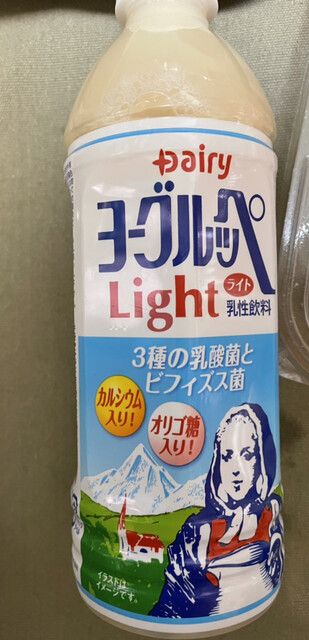 Dairy
ヨーグルッペ
Light ライト
乳性飲料
3種の乳酸菌と
ビフィズス菌
カルシウム
入り!
オリゴ糖
入り!
イラストは
イメージです。